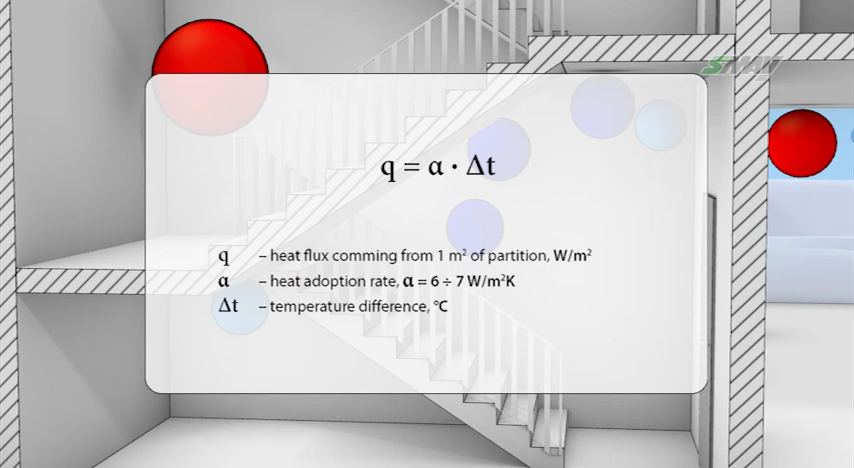 SMAY
q = α · Δt
q – heat flux comming from 1 m² of partition, W/m²
α – heat adoption rate, α = 6 ÷ 7 W/m²K
Δt – temperature difference, °C